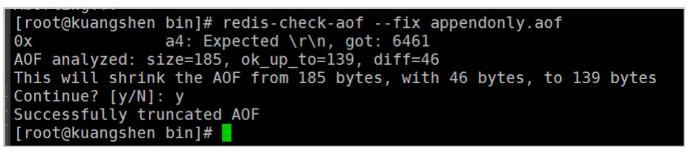 [root@kuangshen bin]# redis-check-aof --fix appendonly.aof
0x              a4: Expected \r\n, got: 6461
AOF analyzed: size=185, ok_up_to=139, diff=46
This will shrink the AOF from 185 bytes, with 46 bytes, to 139 bytes
Continue? [y/N]: y
Successfully truncated AOF
[root@kuangshen bin]#